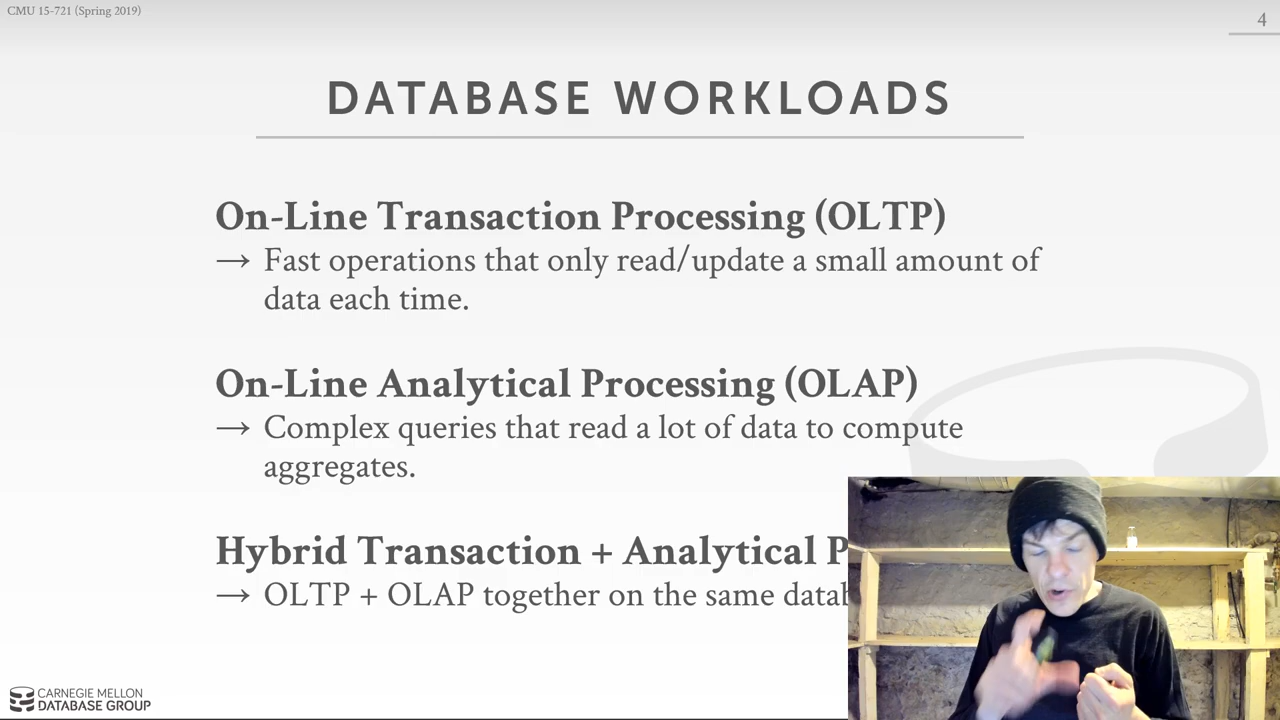 CMU 15-721 (Spring 2019)
4
DATABASE WORKLOADS
On-Line Transaction Processing (OLTP)
→ Fast operations that only read/update a small amount of
data each time.
On-Line Analytical Processing (OLAP)
→ Complex queries that read a lot of data to compute
aggregates.
Hybrid Transaction + Analytical P
→ OLTP + OLAP together on the same datab
CARNEGIE MELLON
DATABASE GROUP